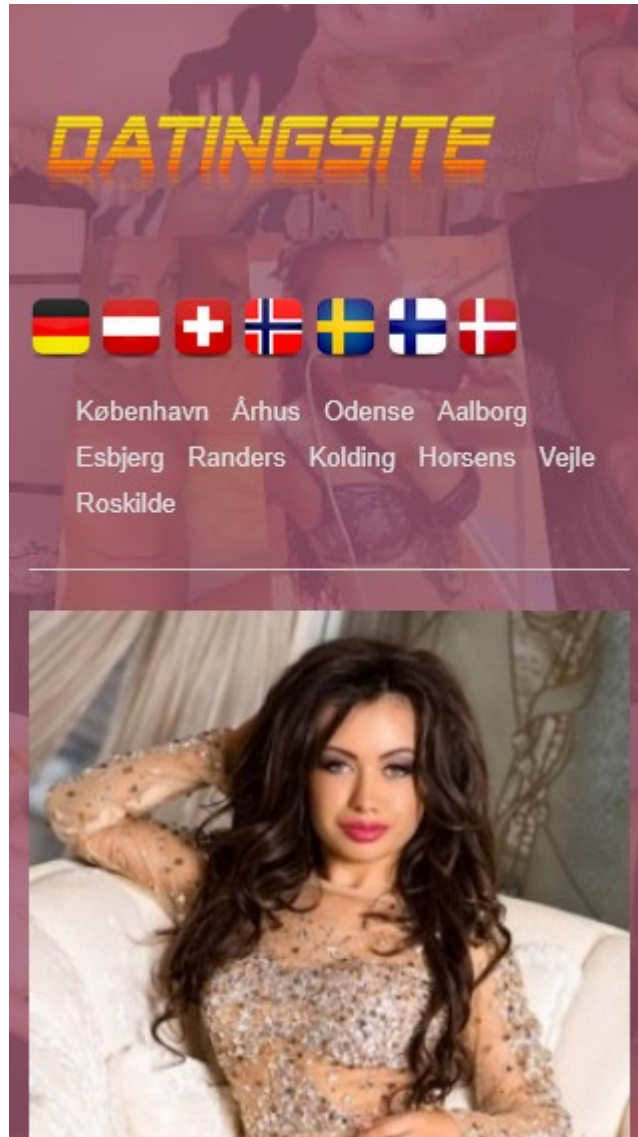 DATINGSITE
København Århus Odense Aalborg
Esbjerg Randers Kolding Horsens Vejle
Roskilde